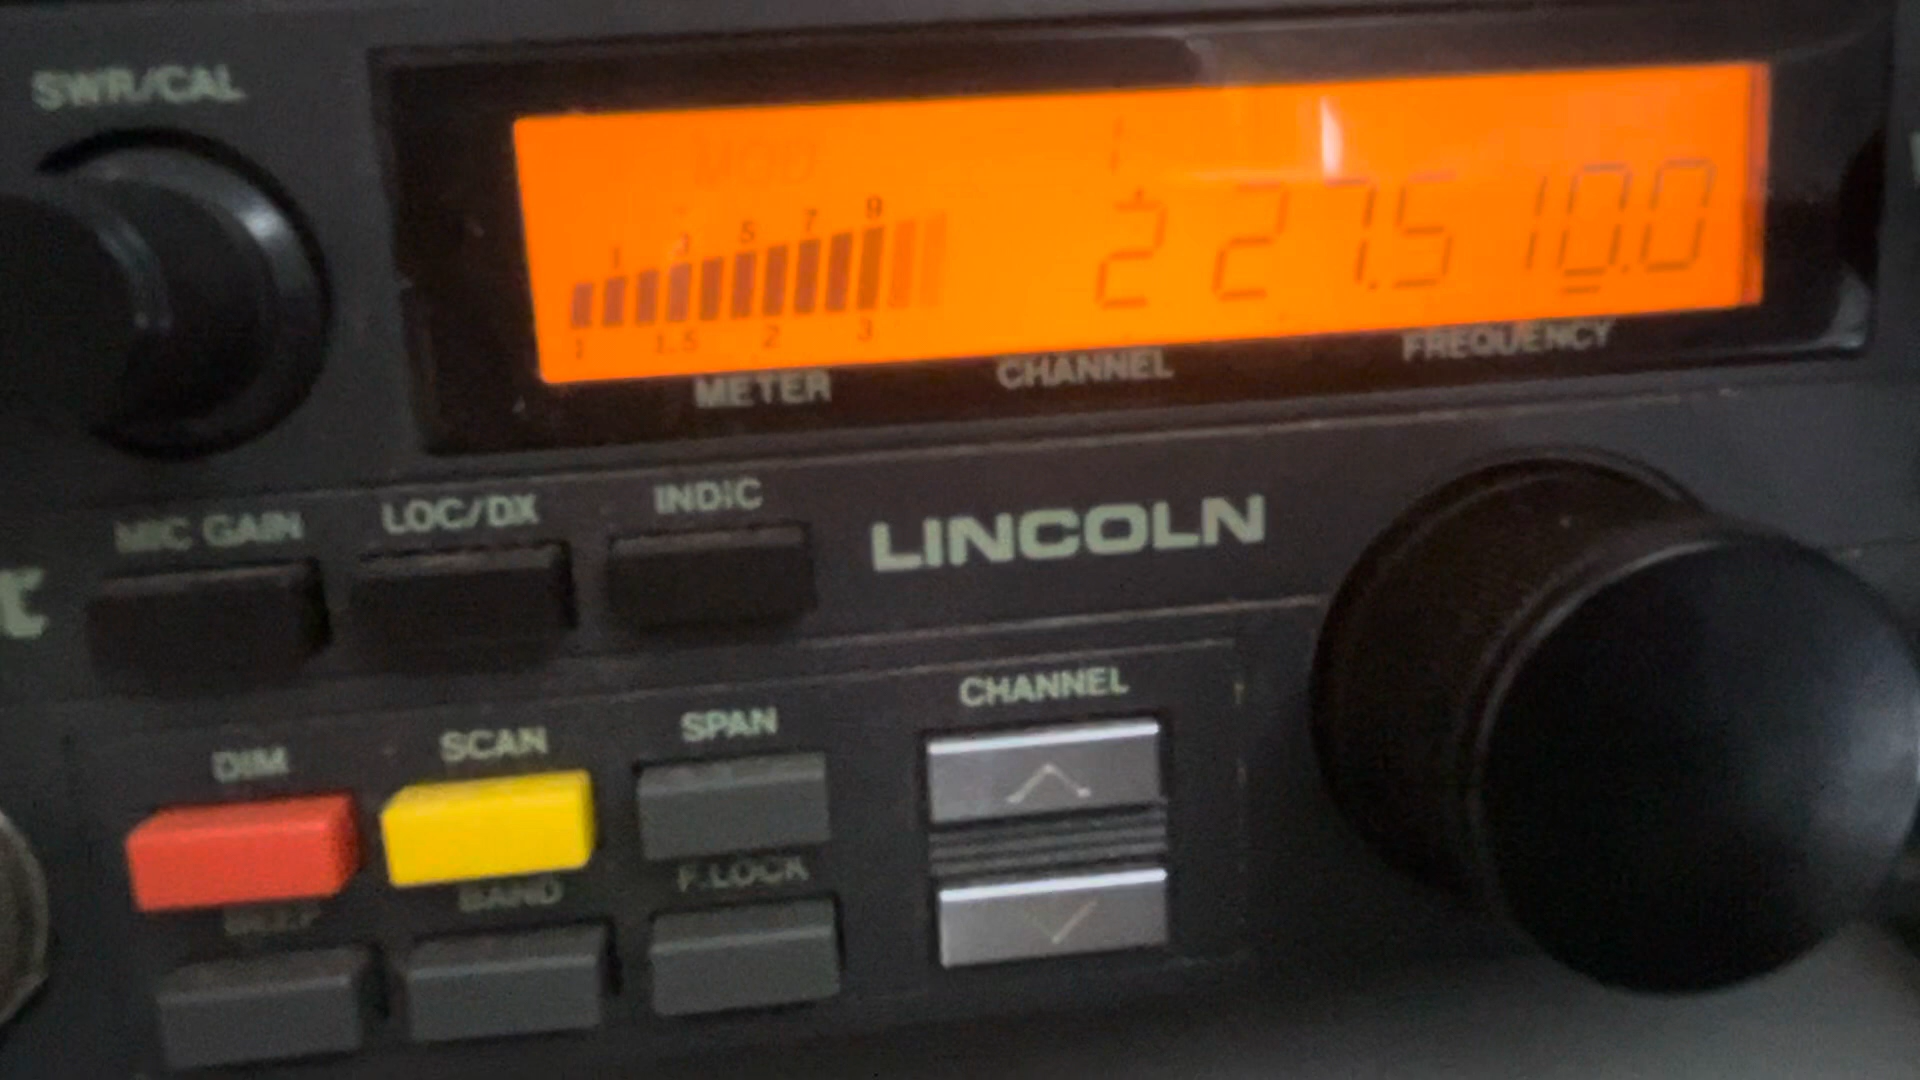 SWR/CAL
MOD
1 3 5 7 9
2 27.5 10.0
1 1.5 2 3
METER CHANNEL FREQUENCY
MIC GAIN LOC/DX INDIC
LINCOLN
CHANNEL
DIM SCAN SPAN
BEEP BAND F.LOCK